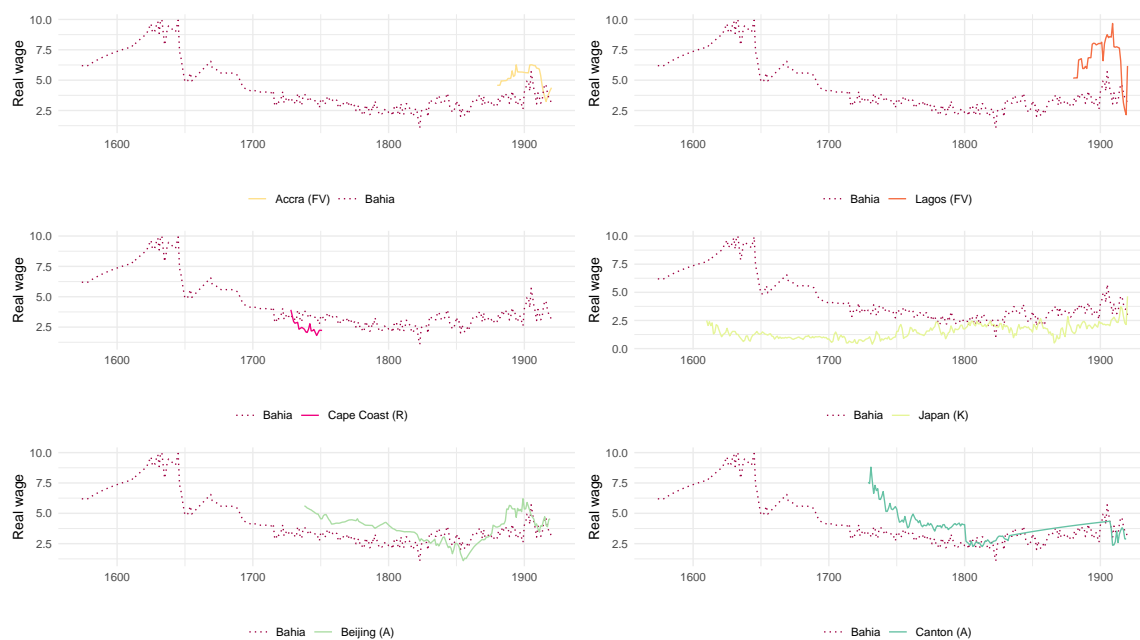 Real wage
10.0
7.5
5.0
2.5
1600 1700 1800 1900
Accra (FV) Bahia
Real wage
10.0
7.5
5.0
2.5
1600 1700 1800 1900
Bahia Lagos (FV)
Real wage
10.0
7.5
5.0
2.5
1600 1700 1800 1900
Bahia Cape Coast (R)
Real wage
10.0
7.5
5.0
2.5
0.0
1600 1700 1800 1900
Bahia Japan (K)
Real wage
10.0
7.5
5.0
2.5
1600 1700 1800 1900
Bahia Beijing (A)
Real wage
10.0
7.5
5.0
2.5
1600 1700 1800 1900
Bahia Canton (A)